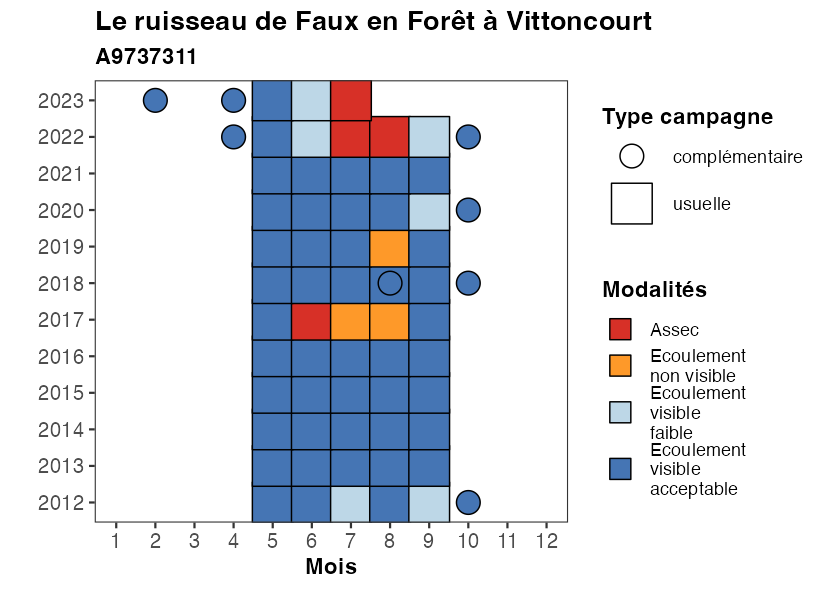 Le ruisseau de Faux en Forêt à Vittoncourt
A9737311
2023
2022
2021
2020
2019
2018
2017
2016
2015
2014
2013
2012
1 2 3 4 5 6 7 8 9 10 11 12
Mois
Type campagne
complémentaire
usuelle
Modalités
Assec
Ecoulement
non visible
Ecoulement
visible
faible
Ecoulement
visible
acceptable